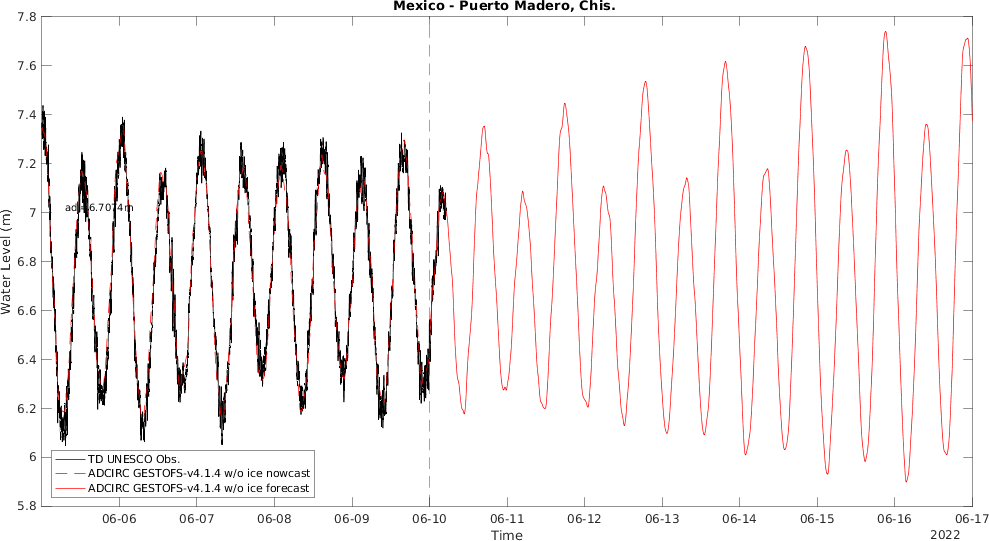 Mexico - Puerto Madero, Chis.
7.8
7.6
7.4
7.2
7
6.8
6.6
6.4
6.2
6
5.8
Water Level (m)
6.7074m
TD UNESCO Obs.
ADCIRC GESTOFS-v4.1.4 w/o ice nowcast
ADCIRC GESTOFS-v4.1.4 w/o ice forecast
06-06 06-07 06-08 06-09 06-10 06-11 06-12 06-13 06-14 06-15 06-16 06-17
Time
2022